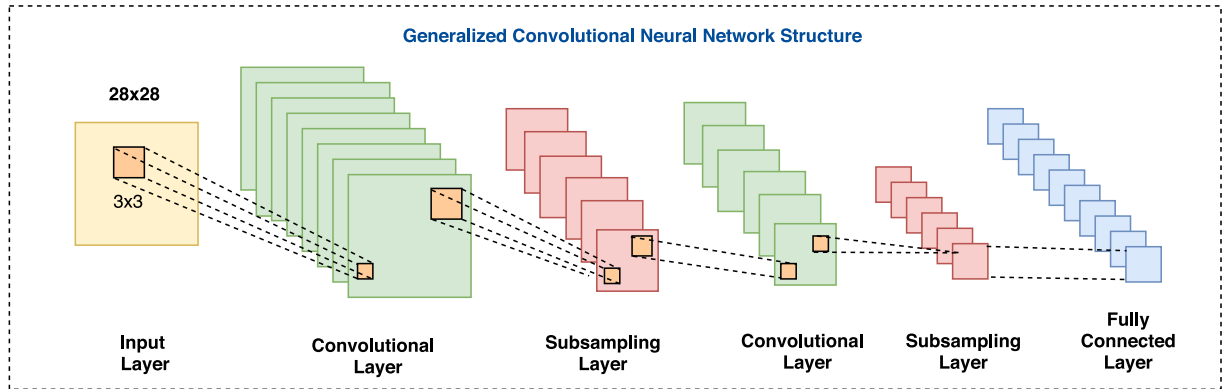 Generalized Convolutional Neural Network Structure
28x28
3x3
Input
Layer
Convolutional
Layer
Subsampling
Layer
Convolutional
Layer
Subsampling
Layer
Fully
Connected
Layer